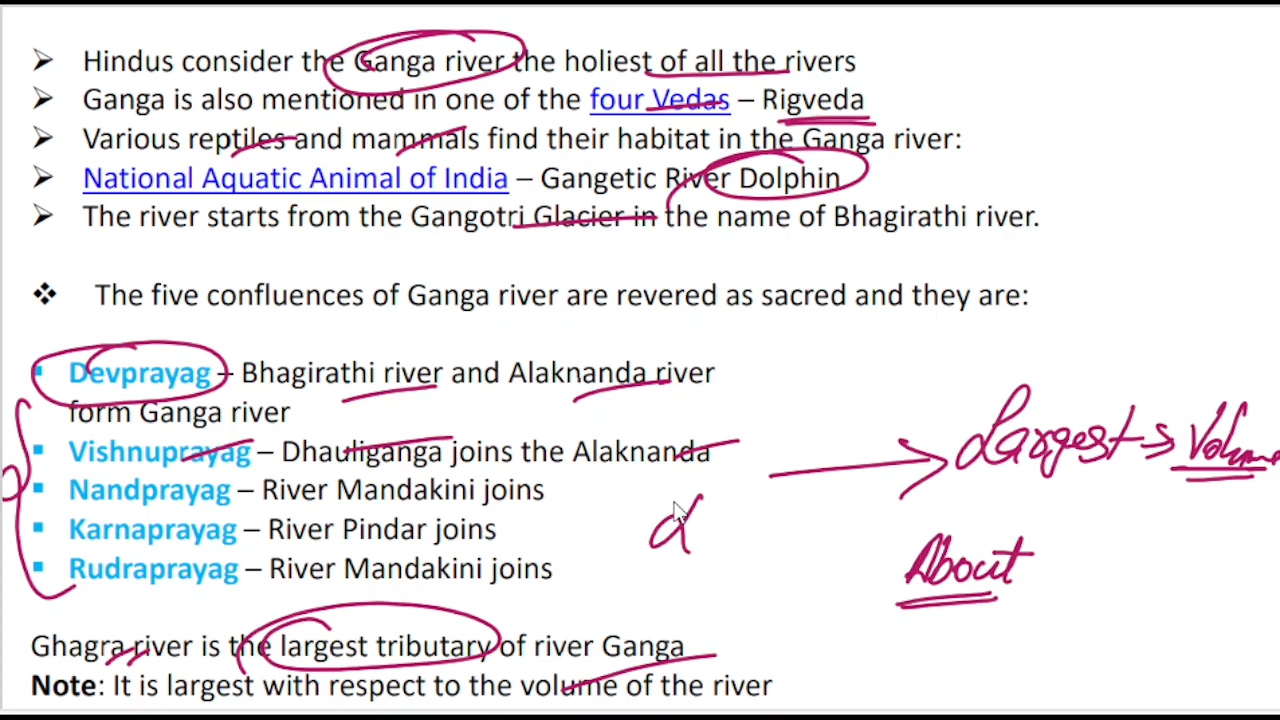 ➢ Hindus consider the Ganga river the holiest of all the rivers
➢ Ganga is also mentioned in one of the four Vedas – Rigveda
➢ Various reptiles and mammals find their habitat in the Ganga river:
➢ National Aquatic Animal of India – Gangetic River Dolphin
➢ The river starts from the Gangotri Glacier in the name of Bhagirathi river.
❖ The five confluences of Ganga river are revered as sacred and they are:
▪ Devprayag – Bhagirathi river and Alaknanda river
form Ganga river
▪ Vishnuprayag – Dhauliganga joins the Alaknanda
▪ Nandprayag – River Mandakini joins
▪ Karnaprayag – River Pindar joins
▪ Rudraprayag – River Mandakini joins
Largest → Volume
d
About
Ghagra river is the largest tributary of river Ganga
Note: It is largest with respect to the volume of the river